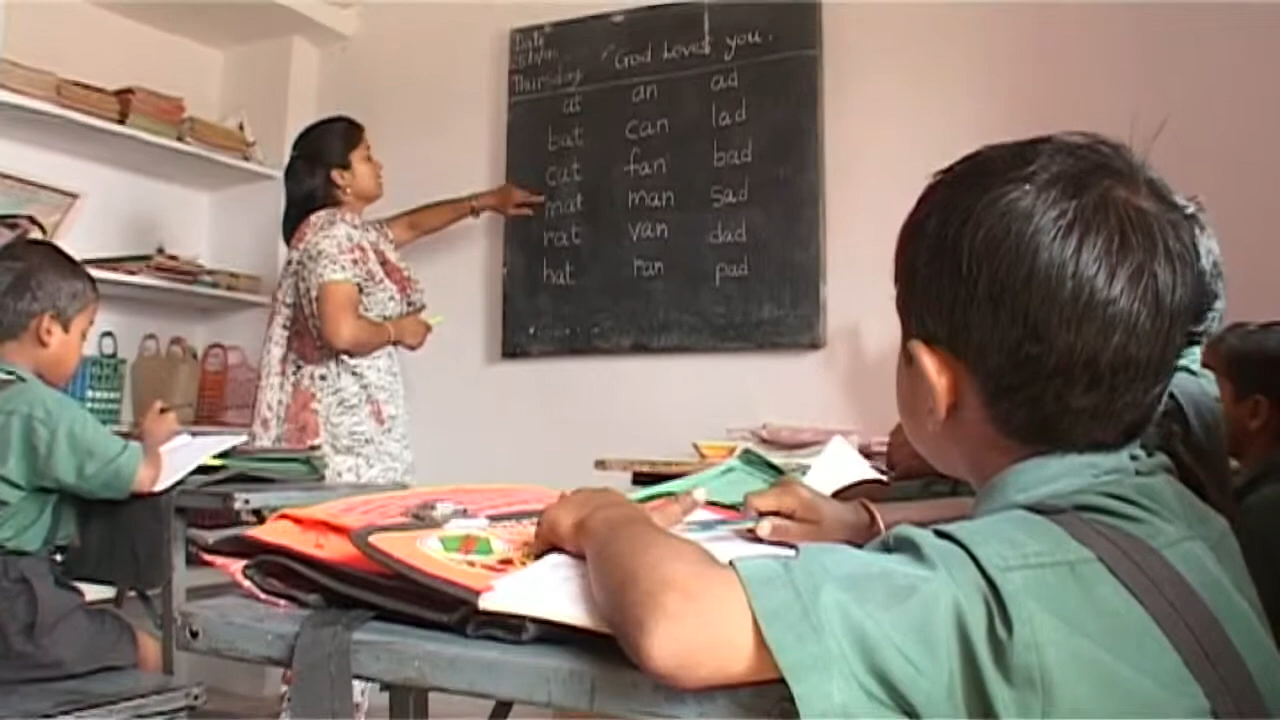 Date
Thursday "God Loves you.
at an ad
bat can lad
cat fan bad
mat man sad
rat van dad
hat ran pad